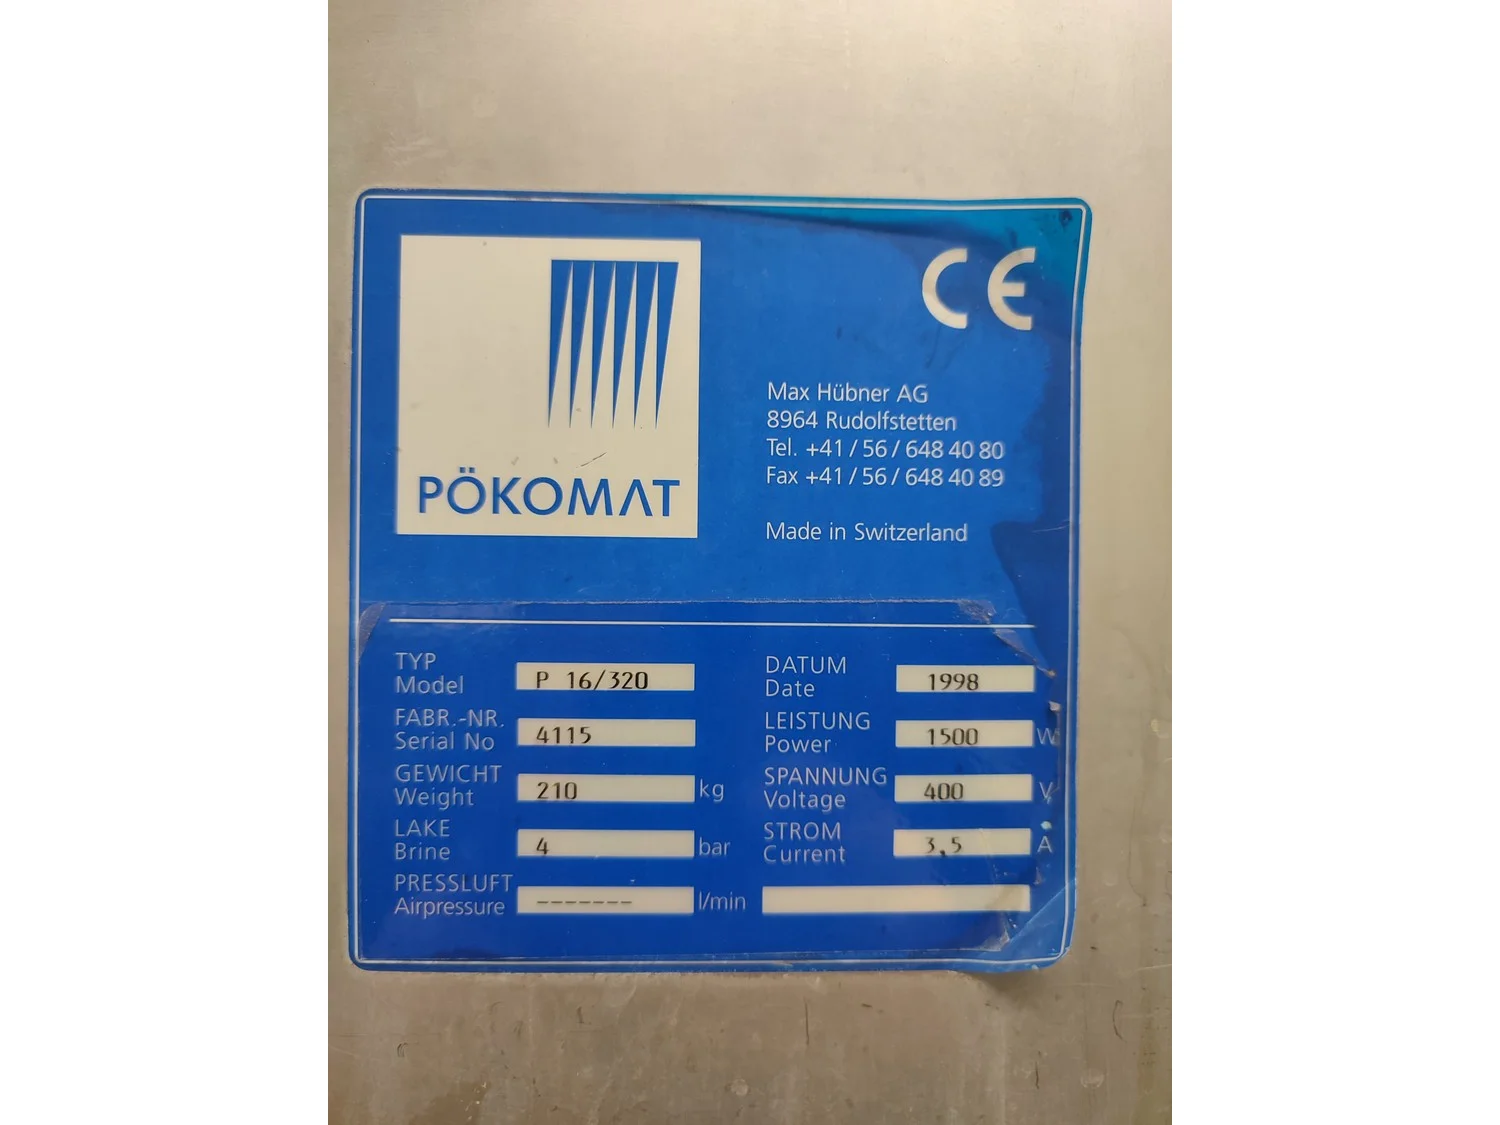 CE
PÖKOMAT
Max Hübner AG
8964 Rudolfstetten
Tel. +41 / 56 / 648 40 80
Fax +41 / 56 / 648 40 89
Made in Switzerland
TYP
Model P 16/320
FABR.-NR.
Serial No 4115
GEWICHT
Weight 210 kg
LAKE
Brine 4 bar
PRESSLUFT
Airpressure ------- l/min
DATUM
Date 1998
LEISTUNG
Power 1500 W
SPANNUNG
Voltage 400 V
STROM
Current 3,5 A